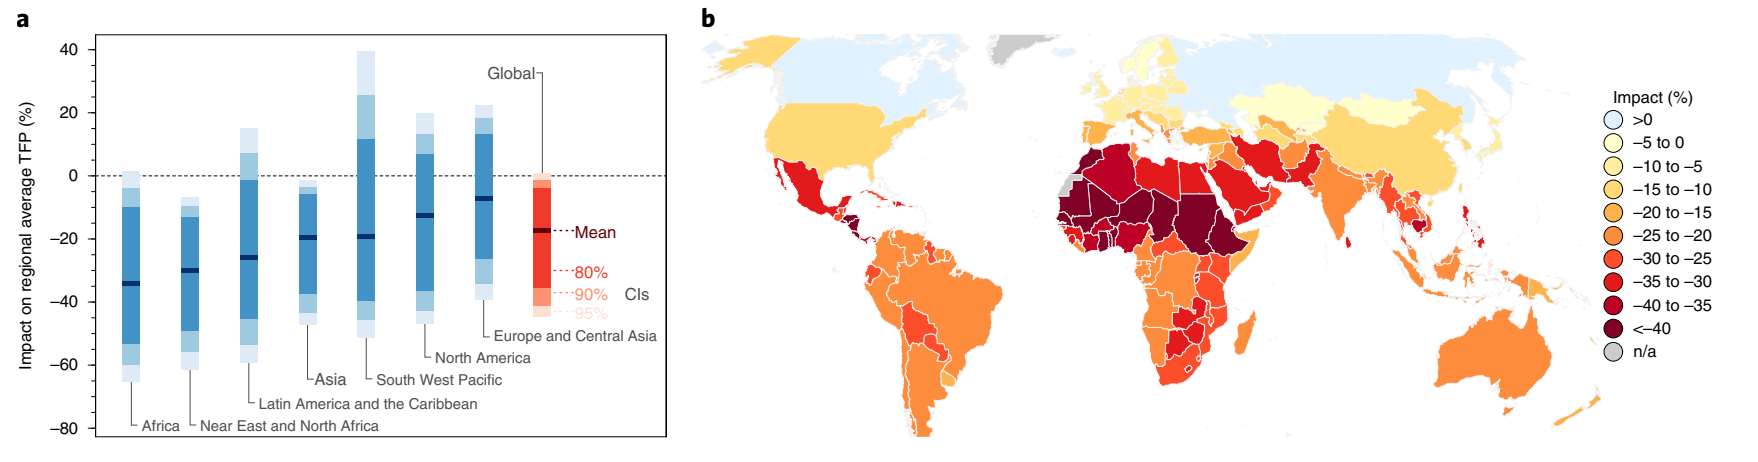 a
Impact on regional average TFP (%)
40
20
0
−20
−40
−60
−80
Global
Mean
80%
90%
CIs
95%
Europe and Central Asia
North America
Asia
South West Pacific
Latin America and the Caribbean
Africa
Near East and North Africa
b
Impact (%)
>0
−5 to 0
−10 to −5
−15 to −10
−20 to −15
−25 to −20
−30 to −25
−35 to −30
−40 to −35
<−40
n/a